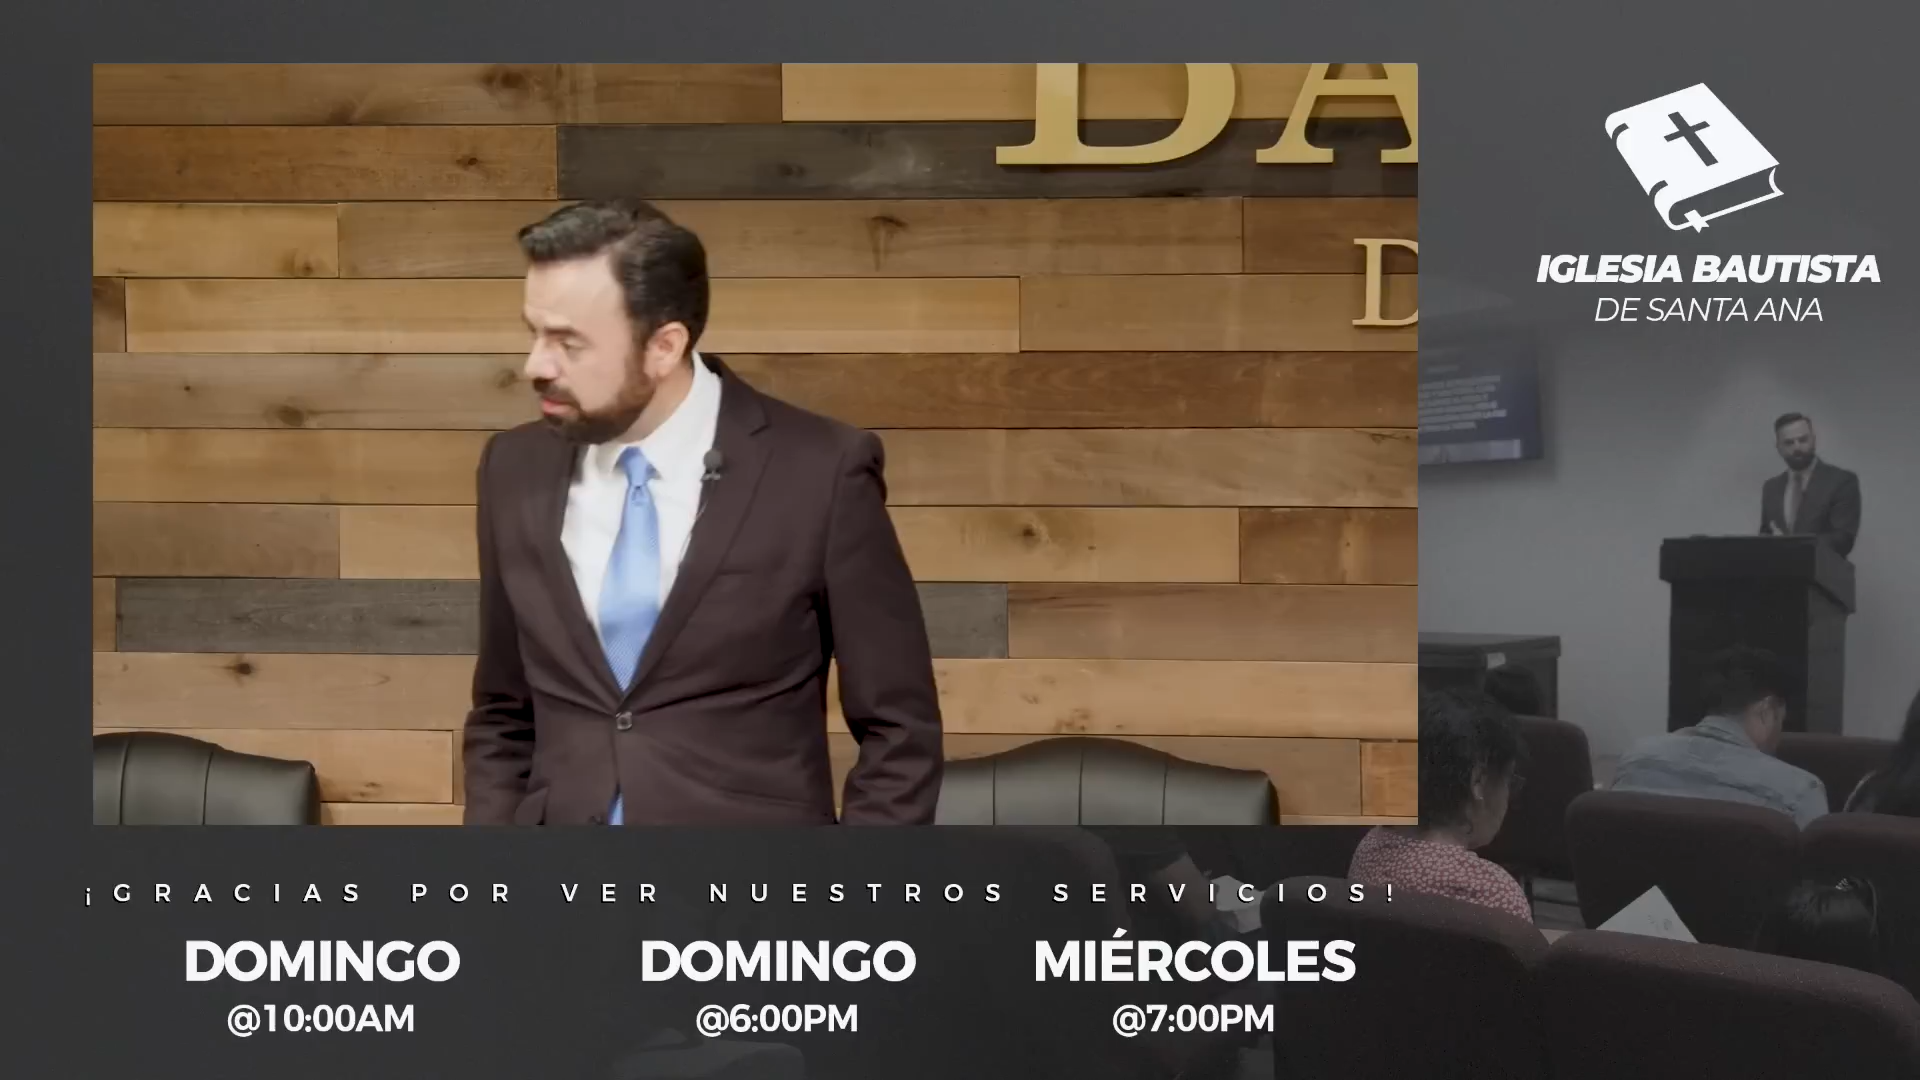 BA
D
IGLESIA BAUTISTA
DE SANTA ANA
¡GRACIAS POR VER NUESTROS SERVICIOS!
DOMINGO
@10:00AM
DOMINGO
@6:00PM
MIÉRCOLES
@7:00PM